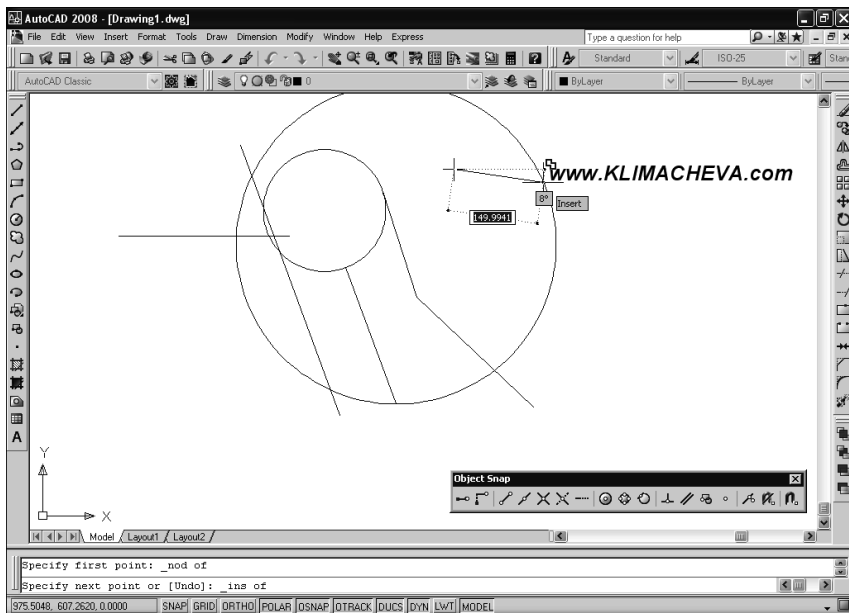 AutoCAD 2008 - [Drawing1.dwg]
File Edit View Insert Format Tools Draw Dimension Modify Window Help Express
Type a question for help
Standard
ISO-25
AutoCAD Classic
0
ByLayer
ByLayer
www.KLIMACHEVA.com
8°
Insert
149.9941
A
Y
X
Object Snap
Model Layout1 Layout2
Specify first point: _nod of
Specify next point or [Undo]: _ins of
975.5048, 607.2620, 0.0000
SNAP GRID ORTHO POLAR OSNAP OTRACK DUCS DYN LWT MODEL